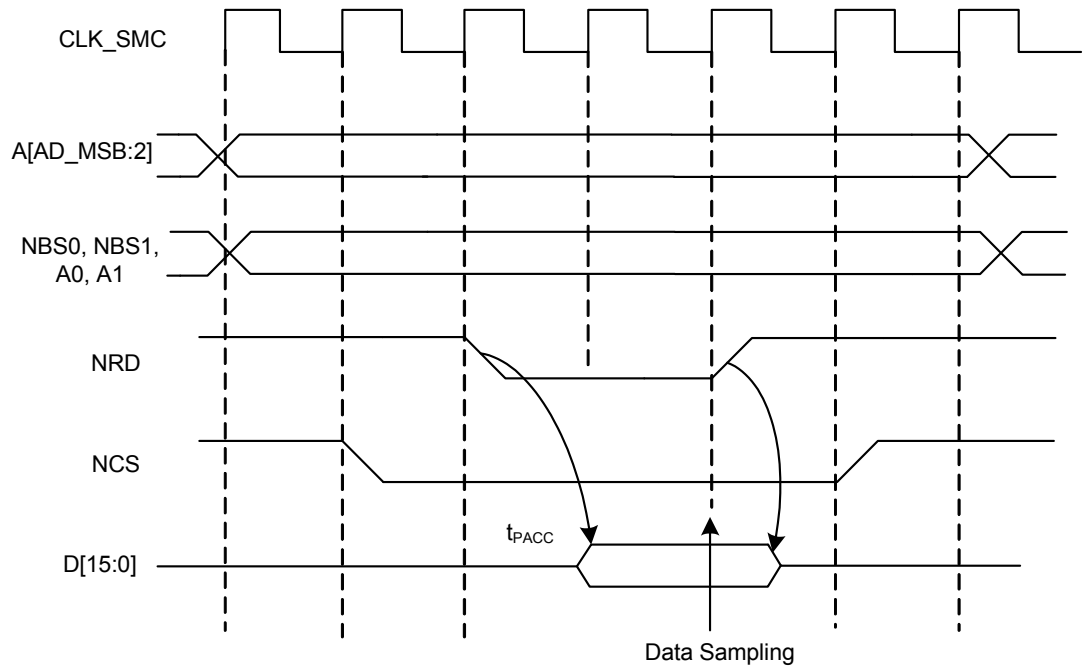 CLK_SMC
A[AD_MSB:2]
NBS0, NBS1,
A0, A1
NRD
NCS
tPACC
D[15:0]
Data Sampling